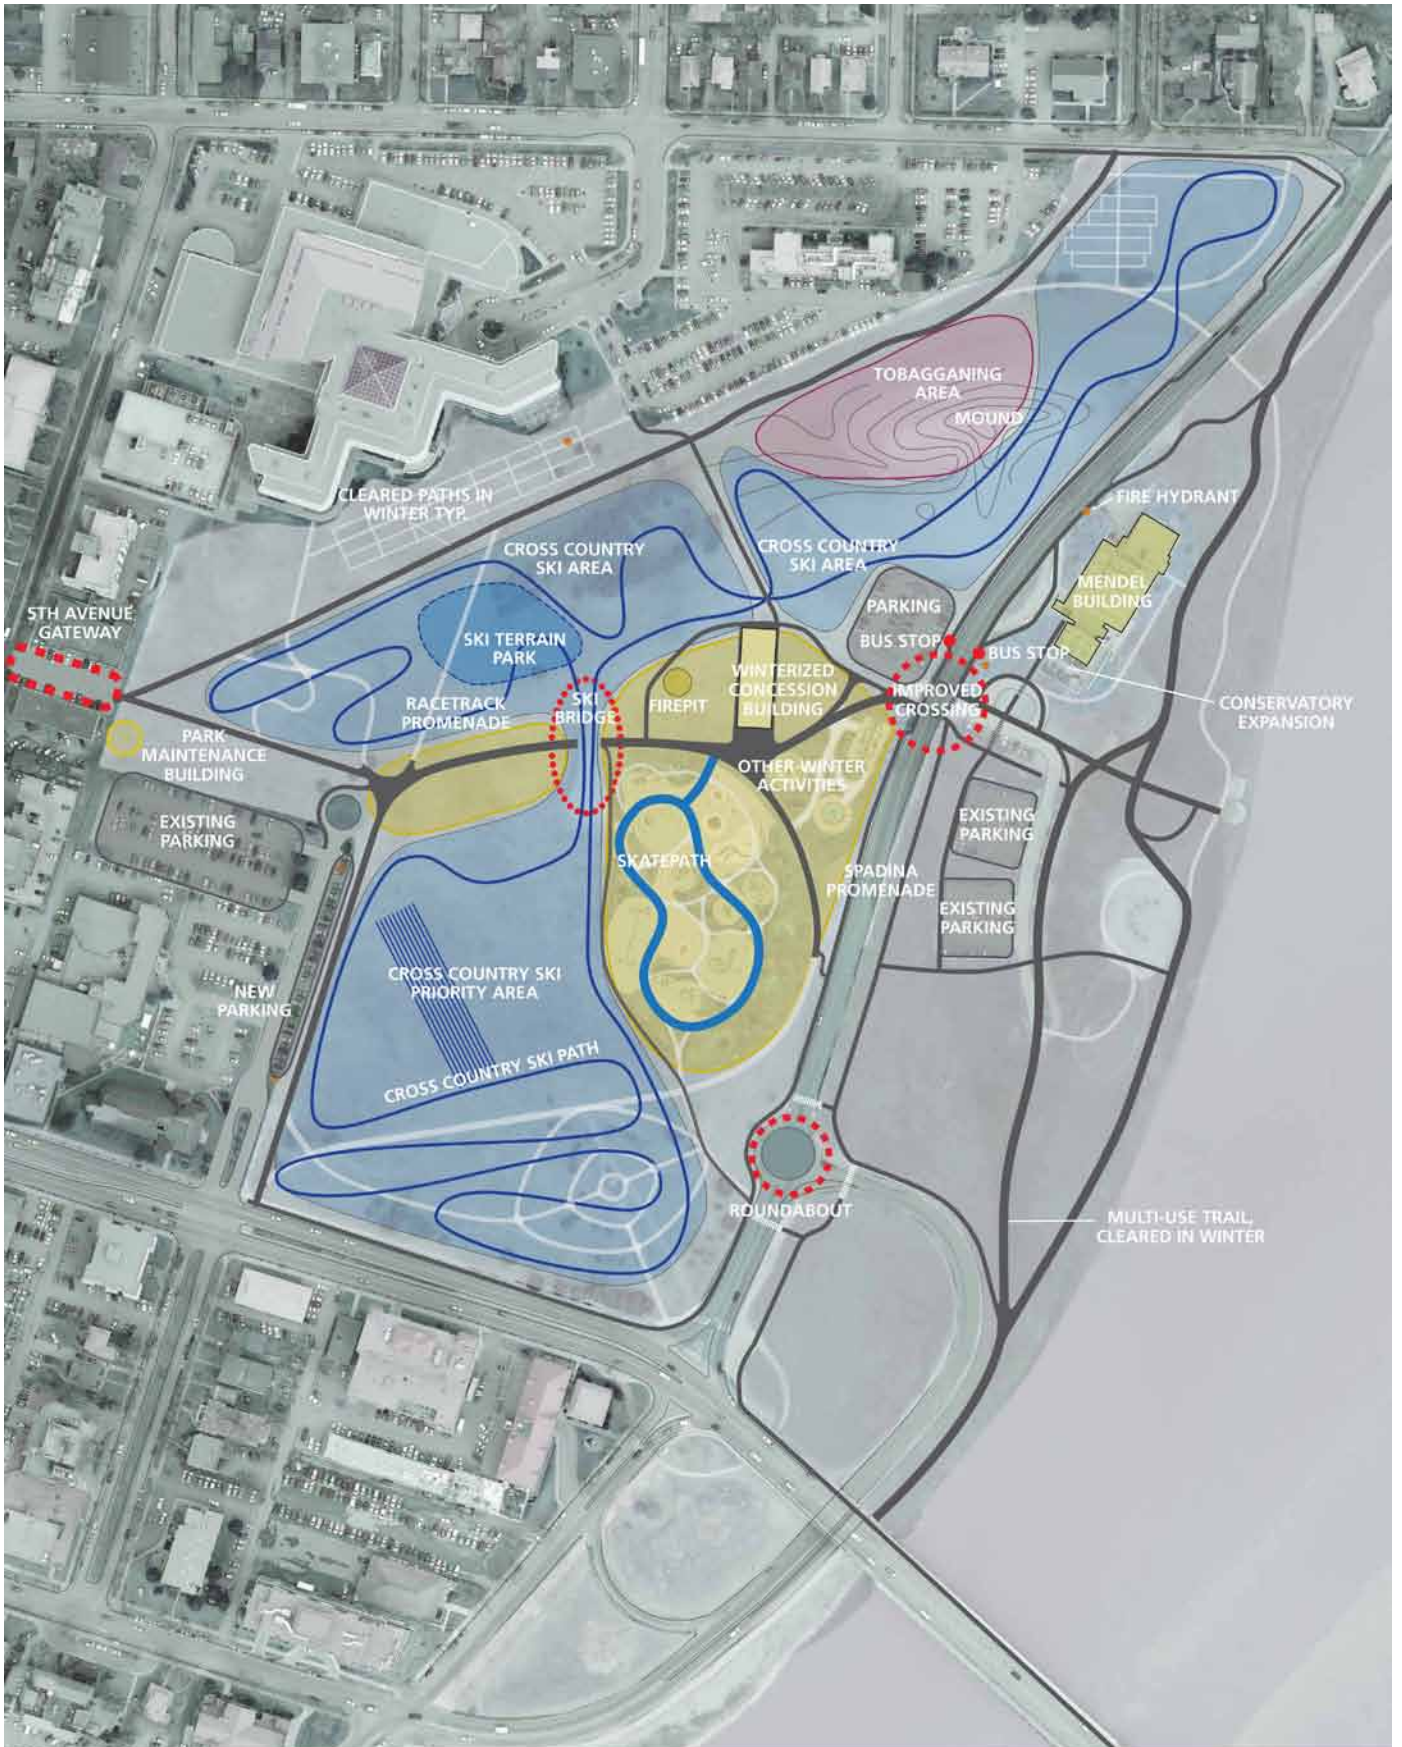 TOBAGGANING
AREA
MOUND
CLEARED PATHS IN
WINTER TYP.
FIRE HYDRANT
CROSS COUNTRY
SKI AREA
CROSS COUNTRY
SKI AREA
MENDEL
BUILDING
5TH AVENUE
GATEWAY
PARKING
SKI TERRAIN
PARK
BUS STOP
BUS STOP
WINTERIZED
CONCESSION
BUILDING
IMPROVED
CROSSING
CONSERVATORY
EXPANSION
RACETRACK
PROMENADE
SKI
BRIDGE
FIREPIT
PARK
MAINTENANCE
BUILDING
OTHER WINTER
ACTIVITIES
EXISTING
PARKING
EXISTING
PARKING
SKATEPATH
SPADINA
PROMENADE
EXISTING
PARKING
CROSS COUNTRY SKI
PRIORITY AREA
NEW
PARKING
CROSS COUNTRY SKI PATH
ROUNDABOUT
MULTI-USE TRAIL,
CLEARED IN WINTER